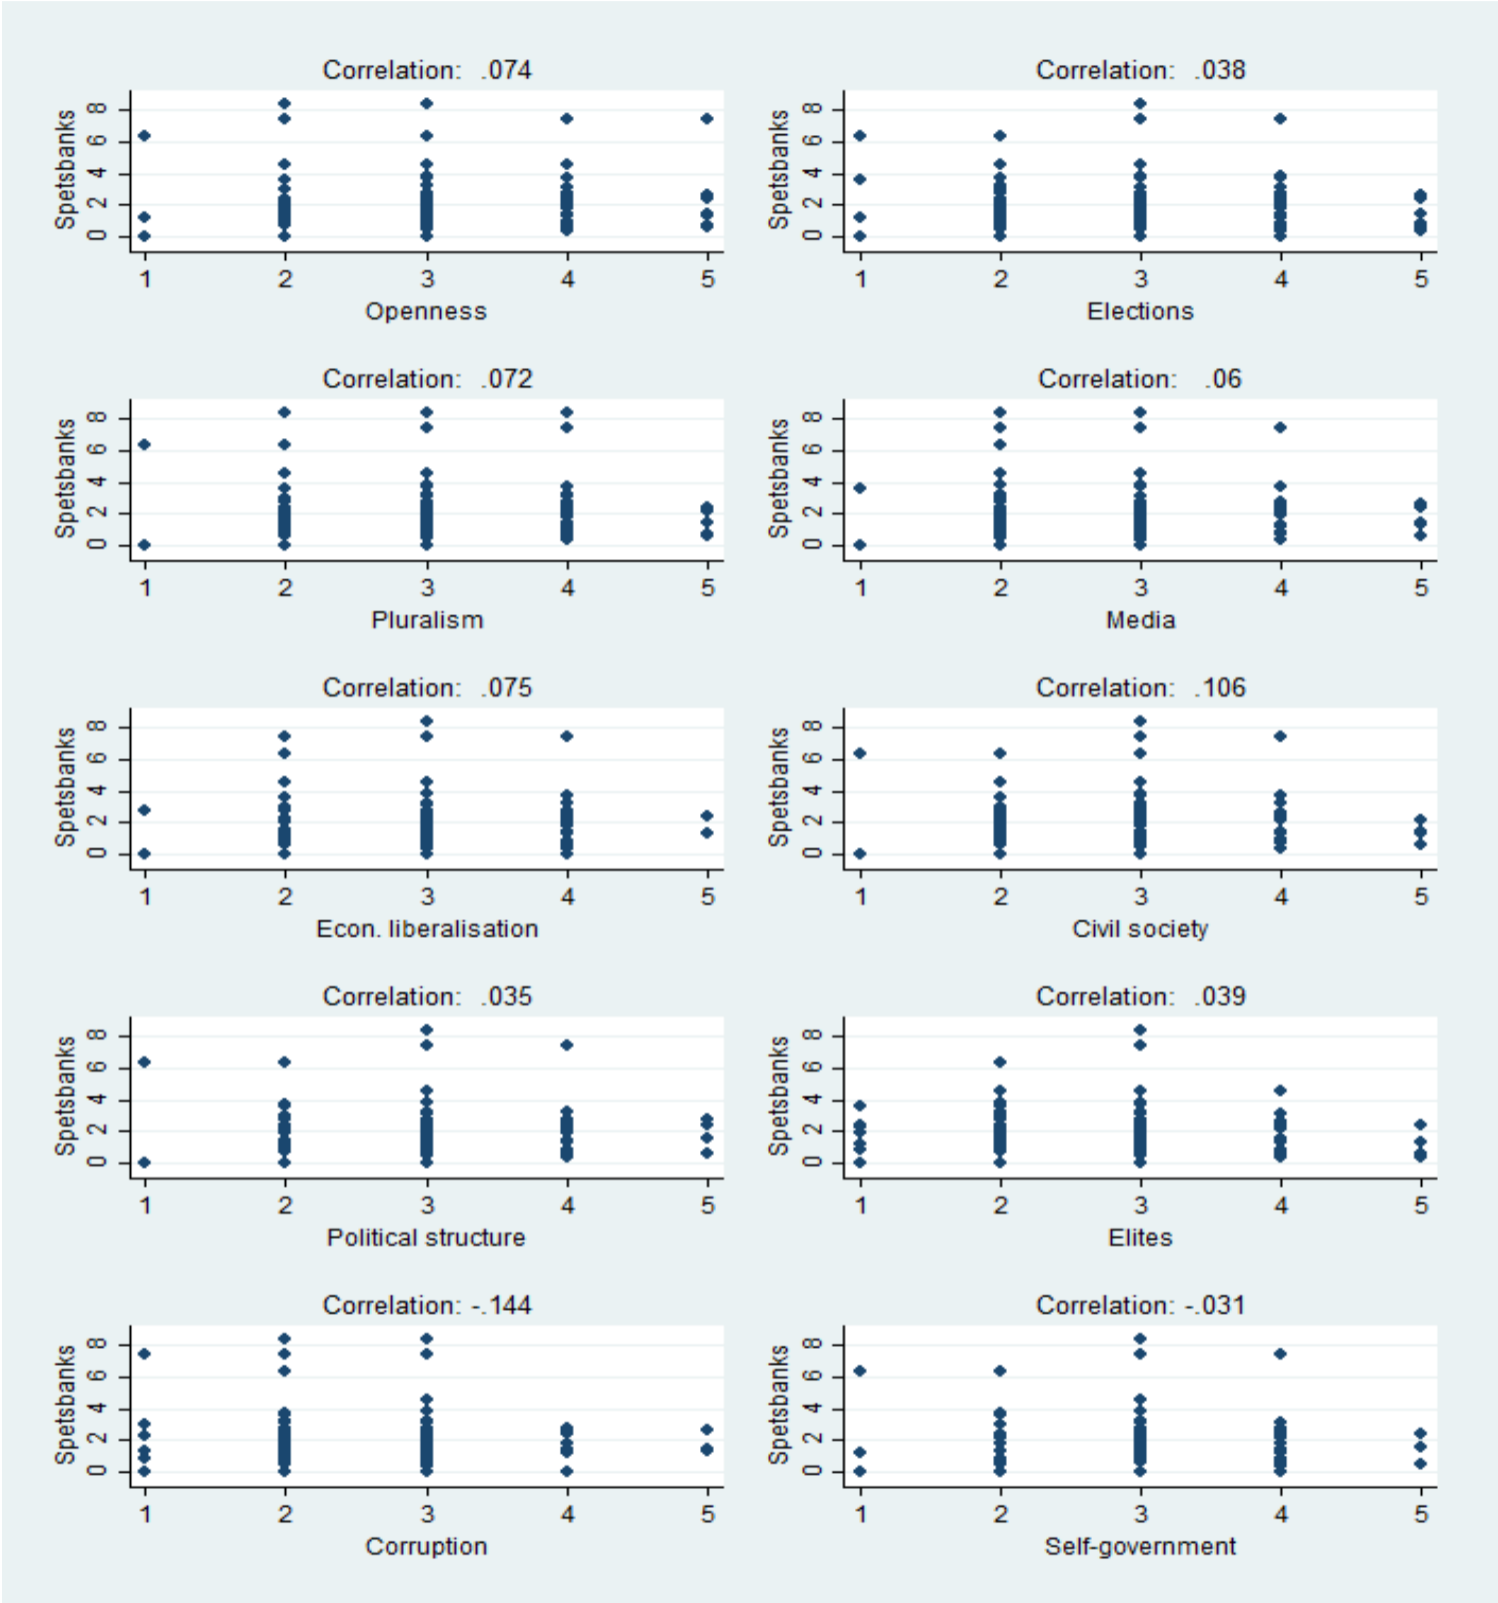 Correlation: .074
Spetsbanks
8
6
4
2
0
1 2 3 4 5
Openness
Correlation: .038
Spetsbanks
8
6
4
2
0
1 2 3 4 5
Elections
Correlation: .072
Spetsbanks
8
6
4
2
0
1 2 3 4 5
Pluralism
Correlation: .06
Spetsbanks
8
6
4
2
0
1 2 3 4 5
Media
Correlation: .075
Spetsbanks
8
6
4
2
0
1 2 3 4 5
Econ. liberalisation
Correlation: .106
Spetsbanks
8
6
4
2
0
1 2 3 4 5
Civil society
Correlation: .035
Spetsbanks
8
6
4
2
0
1 2 3 4 5
Political structure
Correlation: .039
Spetsbanks
8
6
4
2
0
1 2 3 4 5
Elites
Correlation: -.144
Spetsbanks
8
6
4
2
0
1 2 3 4 5
Corruption
Correlation: -.031
Spetsbanks
8
6
4
2
0
1 2 3 4 5
Self-government